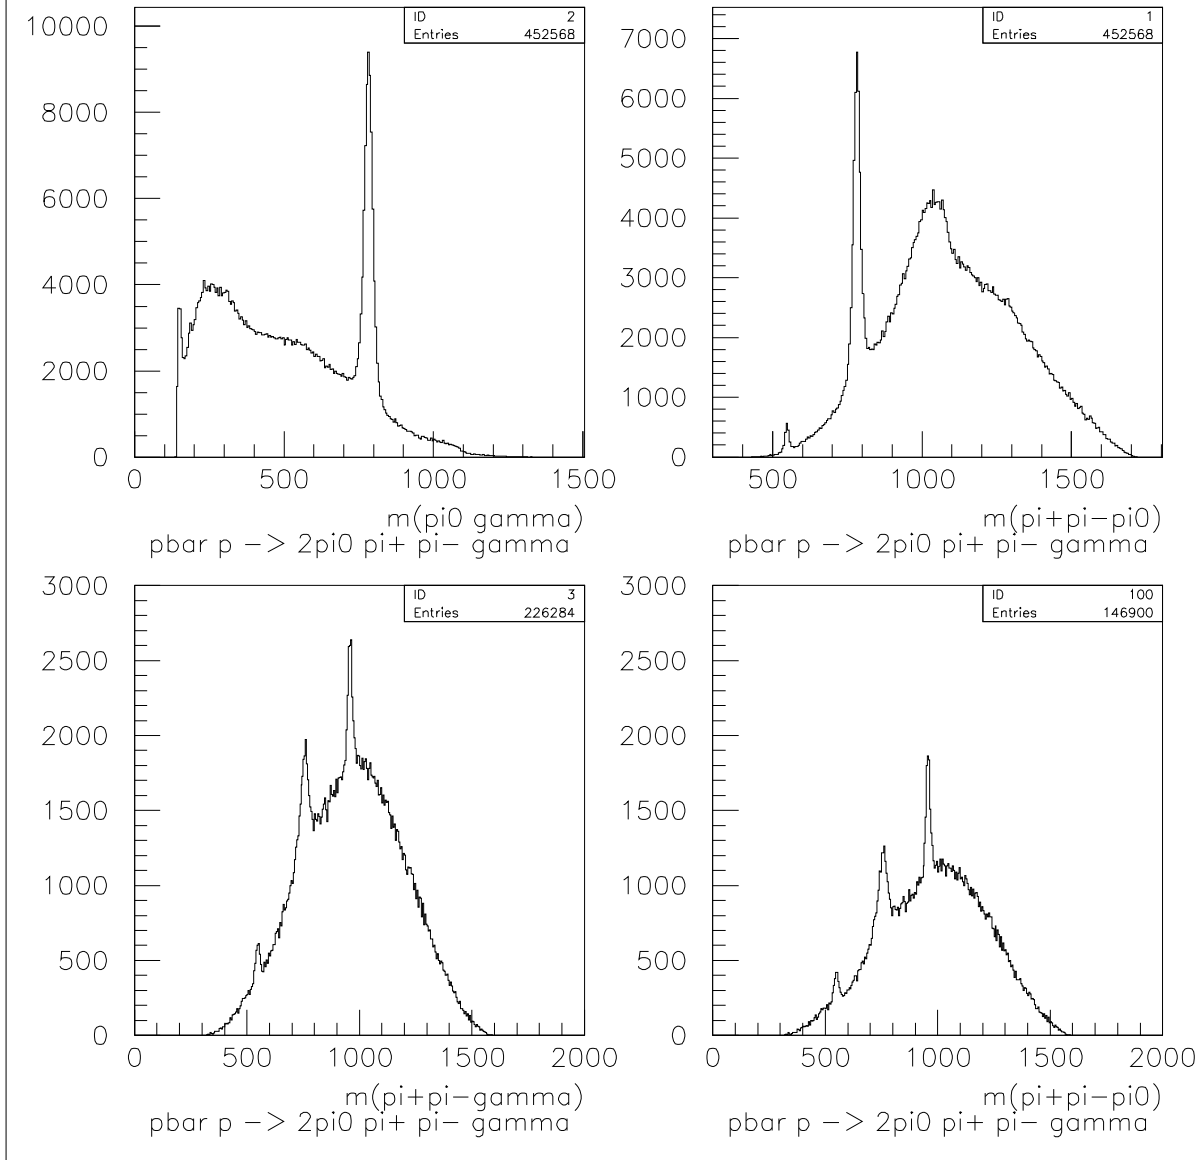 ID 2
Entries 452568
10000
8000
6000
4000
2000
0
0 500 1000 1500
m(pi0 gamma)
pbar p -> 2pi0 pi+ pi- gamma
ID 1
Entries 452568
7000
6000
5000
4000
3000
2000
1000
0
500 1000 1500
m(pi+pi-pi0)
pbar p -> 2pi0 pi+ pi- gamma
ID 3
Entries 226284
3000
2500
2000
1500
1000
500
0
0 500 1000 1500 2000
m(pi+pi-gamma)
pbar p -> 2pi0 pi+ pi- gamma
ID 100
Entries 146900
3000
2500
2000
1500
1000
500
0
0 500 1000 1500 2000
m(pi+pi-pi0)
pbar p -> 2pi0 pi+ pi- gamma